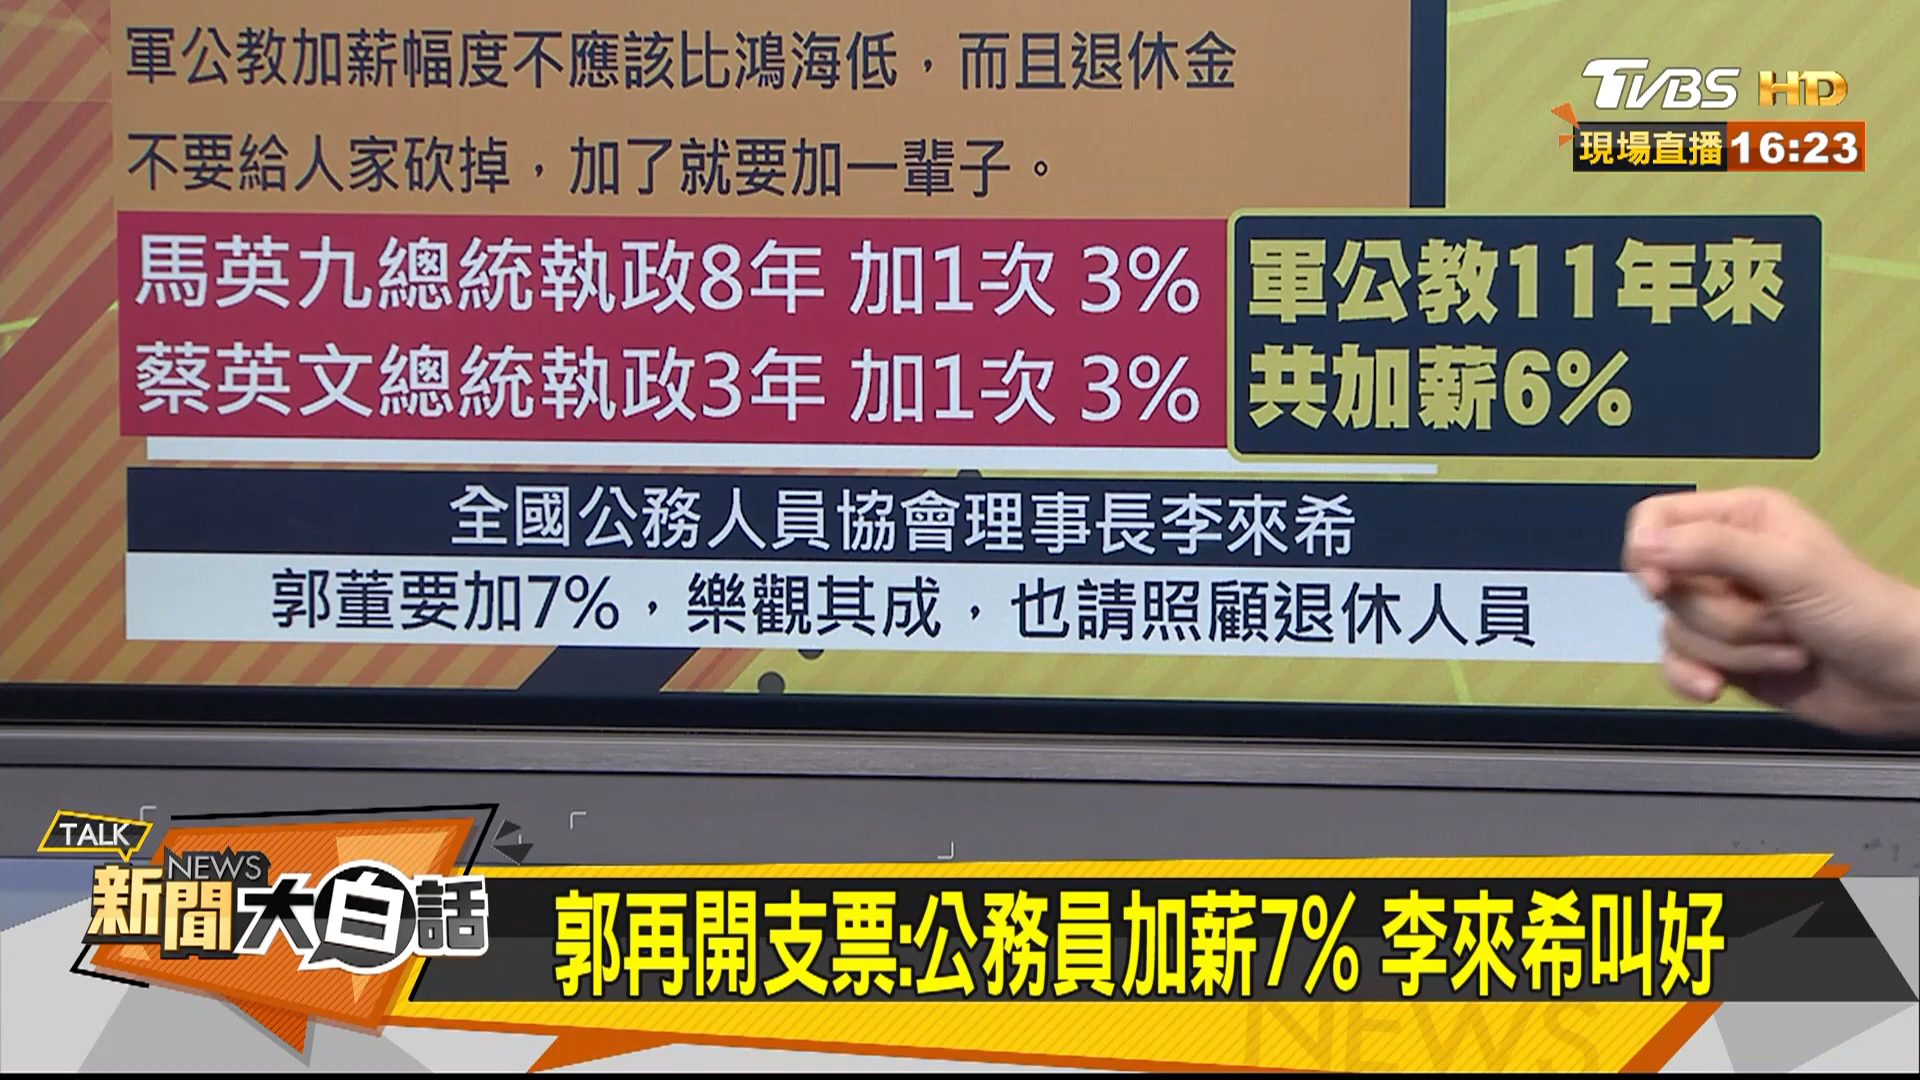 軍公教加薪幅度不應該比鴻海低，而且退休金
不要給人家砍掉，加了就要加一輩子。
TVBS HD
現場直播 16:23
馬英九總統執政8年 加1次 3%
蔡英文總統執政3年 加1次 3%
軍公教11年來
共加薪6%
全國公務人員協會理事長李來希
郭董要加7%，樂觀其成，也請照顧退休人員
TALK
NEWS
新聞大白話
郭再開支票:公務員加薪7% 李來希叫好
NEWS